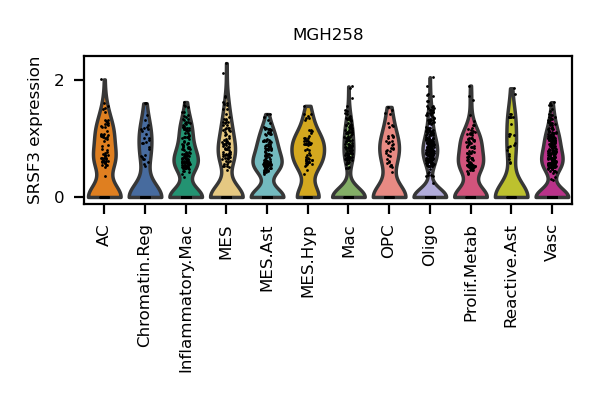 MGH258
SRSF3 expression
2
0
AC
Chromatin.Reg
Inflammatory.Mac
MES
MES.Ast
MES.Hyp
Mac
OPC
Oligo
Prolif.Metab
Reactive.Ast
Vasc